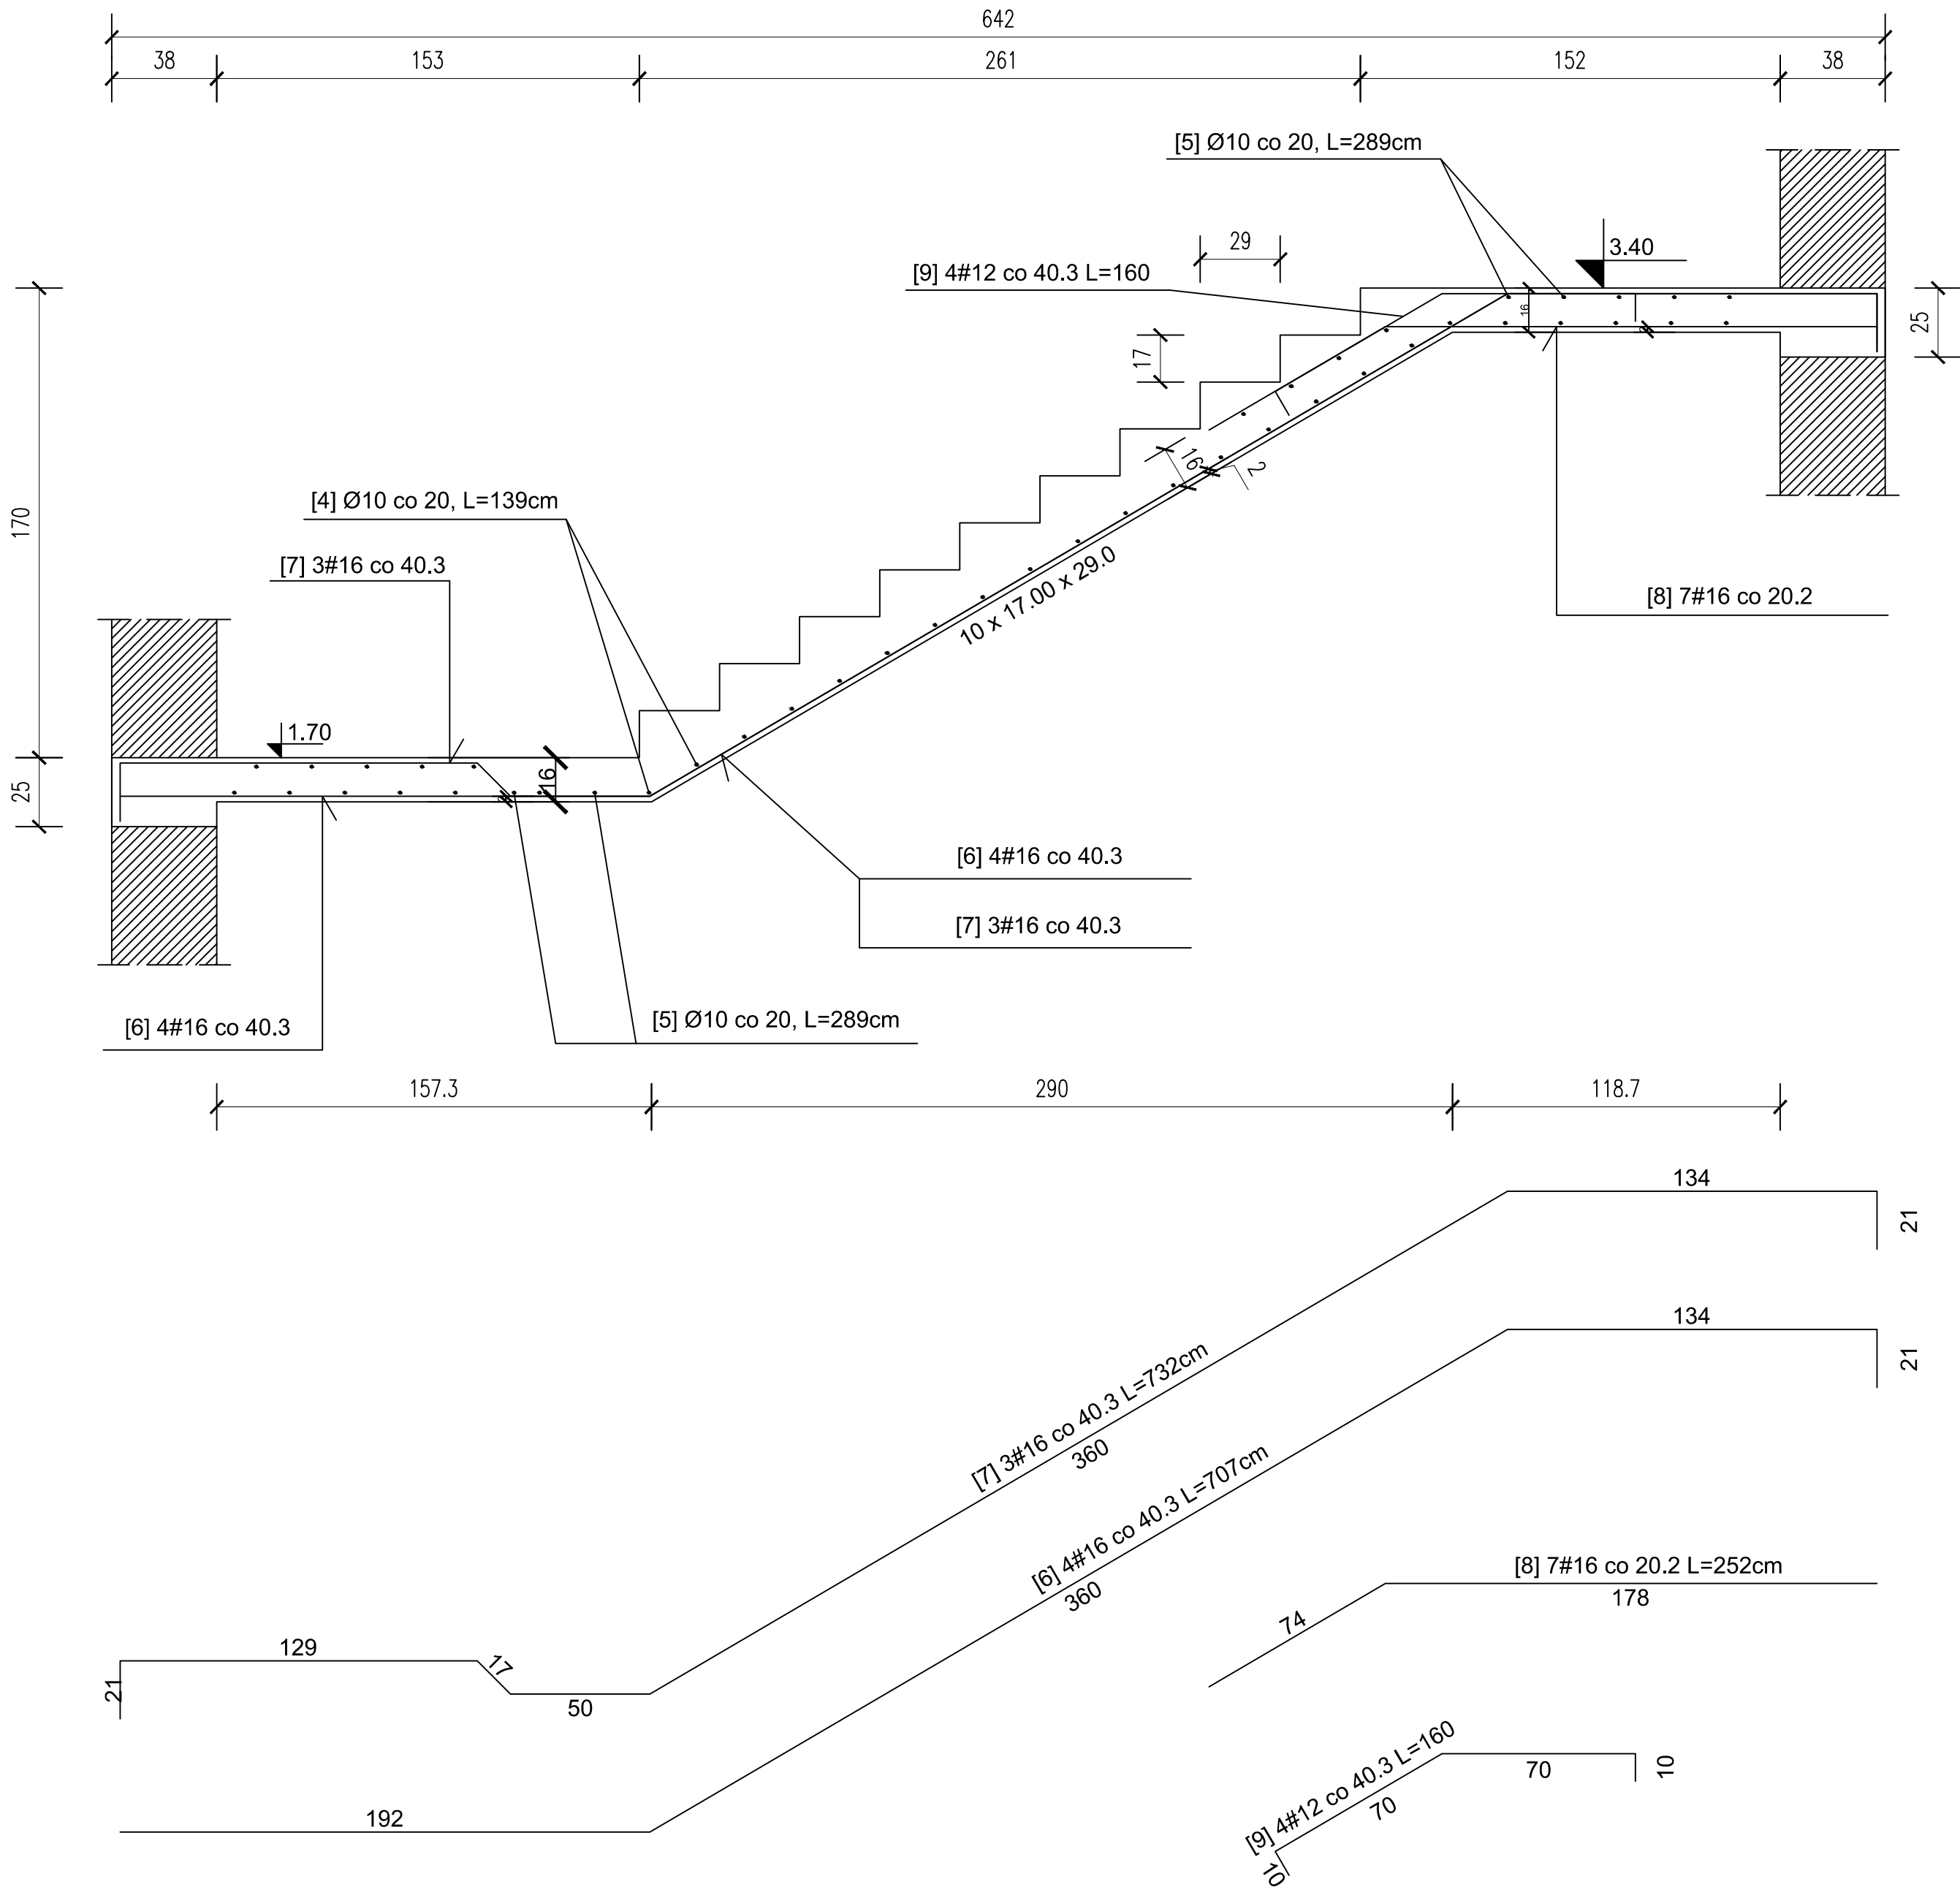 642
38
153
261
152
38
[5] Ø10 co 20, L=289cm
29
3.40
[9] 4#12 co 40.3 L=160
16
25
17
2
16
2
[4] Ø10 co 20, L=139cm
170
[7] 3#16 co 40.3
10 x 17.00 x 29.0
[8] 7#16 co 20.2
1.70
16
25
[6] 4#16 co 40.3
[7] 3#16 co 40.3
[6] 4#16 co 40.3
[5] Ø10 co 20, L=289cm
157.3
290
118.7
134
21
134
21
[7] 3#16 co 40.3 L=732cm
360
[6] 4#16 co 40.3 L=707cm
360
[8] 7#16 co 20.2 L=252cm
178
74
129
17
21
50
[9] 4#12 co 40.3 L=160
70
10
70
10
192